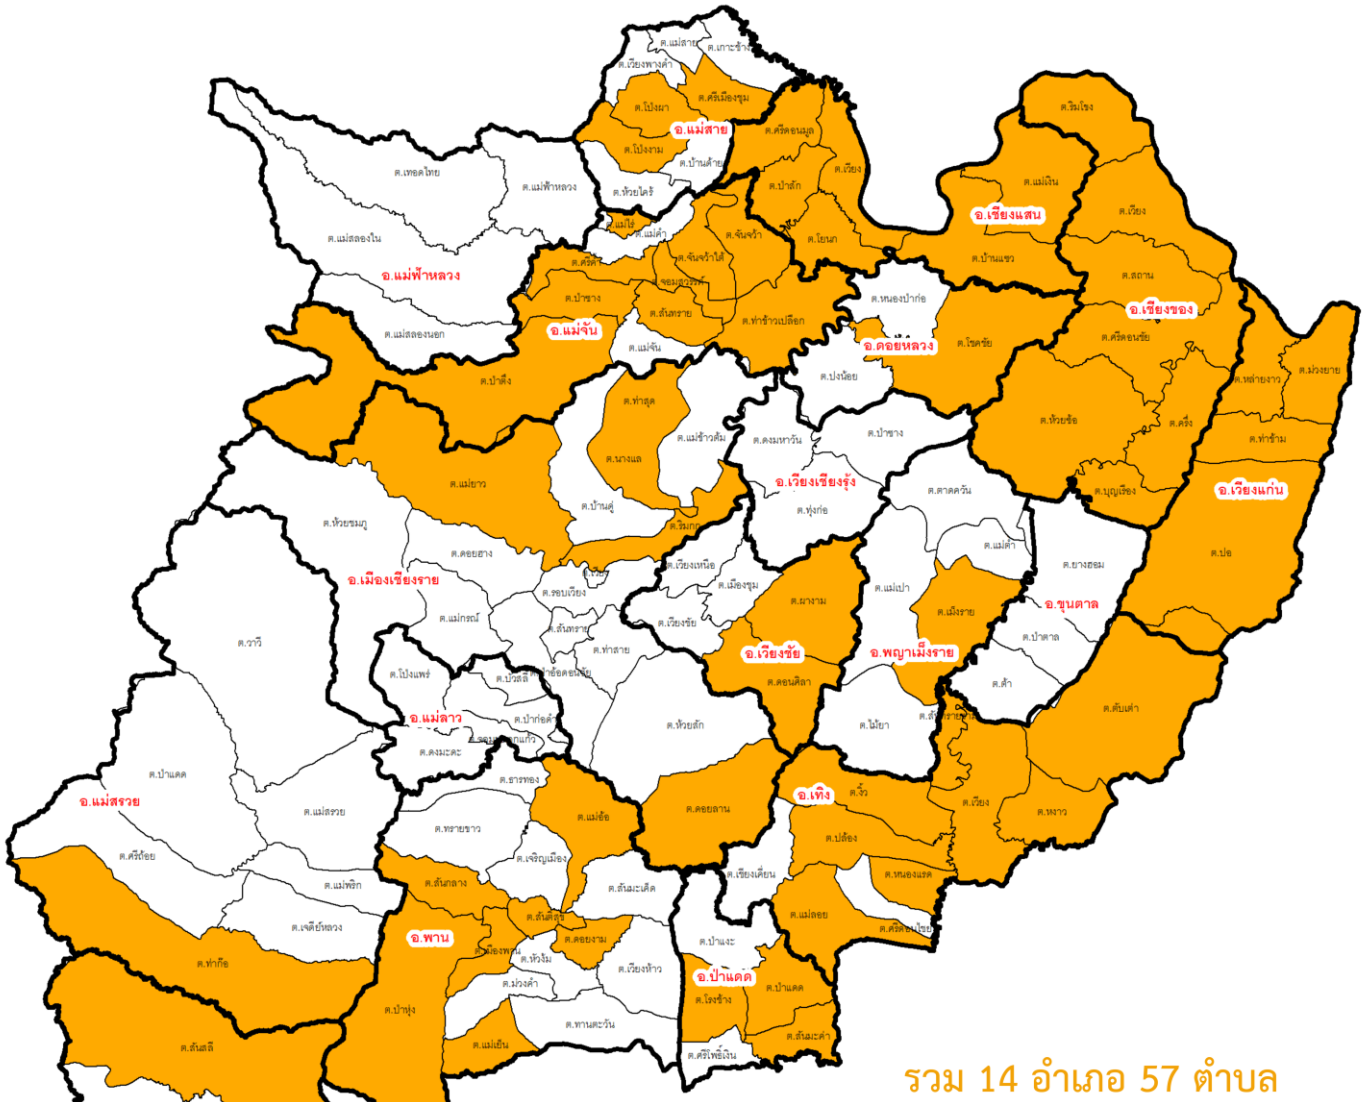 ต.แม่สาย
ต.เกาะช้าง
ต.เวียงพางคำ
ต.ศรีเมืองชุม
ต.โป่งผา
อ.แม่สาย
ต.โป่งงาม
ต.บ้านด้าย
ต.ห้วยไคร้
ต.ศรีดอนมูล
ต.เวียง
ต.ป่าสัก
ต.โยนก
ต.ริมโขง
ต.แม่เงิน
อ.เชียงแสน
ต.บ้านแซว
ต.เวียง
ต.สถาน
อ.เชียงของ
ต.ศรีดอนชัย
ต.ห้วยซ้อ
ต.ครึ่ง
ต.บุญเรือง
ต.เทอดไทย
ต.แม่ฟ้าหลวง
ต.แม่สลองใน
อ.แม่ฟ้าหลวง
ต.แม่สลองนอก
ต.แม่ไร่
ต.แม่คำ
ต.จันจว้า
ต.จันจว้าใต้
ต.ศรีค้ำ
ต.จอมสวรรค์
ต.ป่าซาง
ต.สันทราย
ต.ท่าข้าวเปลือก
อ.แม่จัน
ต.แม่จัน
ต.ป่าตึง
ต.หนองป่าก่อ
อ.ดอยหลวง
ต.โชคชัย
ต.ปงน้อย
ต.หล่ายงาว
ต.ม่วงยาย
ต.ท่าข้าม
อ.เวียงแก่น
ต.ปอ
ต.ท่าสุด
ต.แม่ข้าวต้ม
ต.นางแล
ต.แม่ยาว
ต.บ้านดู่
ต.ริมกก
ต.ห้วยชมภู
ต.ดอยฮาง
อ.เมืองเชียงราย
ต.เวียง
ต.รอบเวียง
ต.แม่กรณ์
ต.สันทราย
ต.ท่าสาย
ต.ป่าอ้อดอนชัย
ต.ห้วยสัก
ต.ดอยลาน
ต.ดงมหาวัน
ต.ป่าซาง
อ.เวียงเชียงรุ้ง
ต.ทุ่งก่อ
ต.เวียงเหนือ
ต.เมืองชุม
ต.ผางาม
ต.เวียงชัย
อ.เวียงชัย
ต.ดอนศิลา
ต.ตาดควัน
ต.แม่ต๋ำ
ต.แม่เปา
ต.เม็งราย
อ.พญาเม็งราย
ต.ไม้ยา
ต.ยางฮอม
อ.ขุนตาล
ต.ป่าตาล
ต.ต้า
ต.วาวี
ต.โป่งแพร่
ต.บัวสลี
อ.แม่ลาว
ต.ป่าก่อดำ
ต.ดงมะดะ
ต.ป่าแดด
อ.แม่สรวย
ต.แม่สรวย
ต.ศรีถ้อย
ต.แม่พริก
ต.เจดีย์หลวง
ต.ท่าก๊อ
ต.สันสลี
ต.ธารทอง
ต.ทรายขาว
ต.แม่อ้อ
ต.เจริญเมือง
ต.สันกลาง
ต.สันมะเค็ด
ต.สันติสุข
อ.พาน
ต.เมืองพาน
ต.ดอยงาม
ต.หัวง้ม
ต.เวียงห้าว
ต.ม่วงคำ
ต.ป่าหุ่ง
ต.ทานตะวัน
ต.แม่เย็น
ต.ตับเต่า
อ.เทิง
ต.งิ้ว
ต.เวียง
ต.หงาว
ต.ปล้อง
ต.เชียงเคี่ยน
ต.หนองแรด
ต.แม่ลอย
ต.ศรีดอนไชย
ต.ป่าแงะ
อ.ป่าแดด
ต.ป่าแดด
ต.โรงช้าง
ต.สันมะค่า
ต.ศรีโพธิ์เงิน
รวม 14 อำเภอ 57 ตำบล